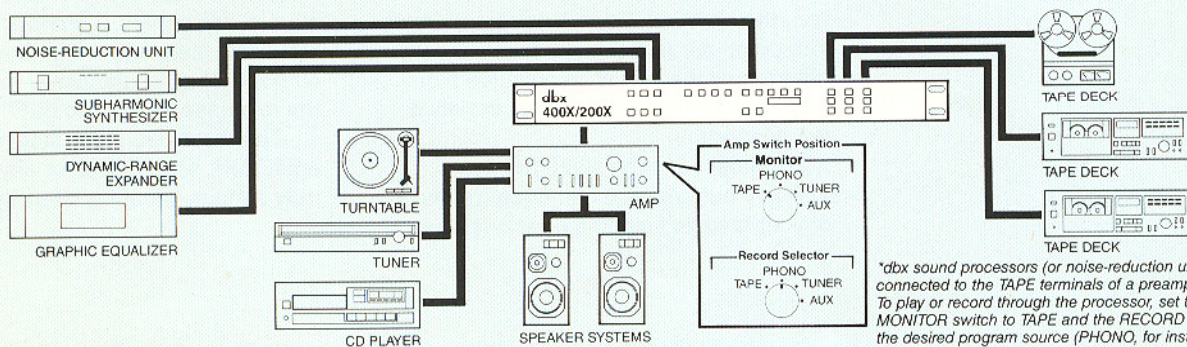 NOISE-REDUCTION UNIT
SUBHARMONIC
SYNTHESIZER
DYNAMIC-RANGE
EXPANDER
GRAPHIC EQUALIZER
TURNTABLE
TUNER
CD PLAYER
dbx
400X/200X
AMP
SPEAKER SYSTEMS
Amp Switch Position
Monitor
PHONO
TAPE
TUNER
AUX
Record Selector
PHONO
TAPE
TUNER
AUX
TAPE DECK
TAPE DECK
TAPE DECK
*dbx sound processors (or noise-reduction
connected to the TAPE terminals of a
To play or record through the processor, set
MONITOR switch to TAPE and the RECORD
the desired program source (PHONO, for